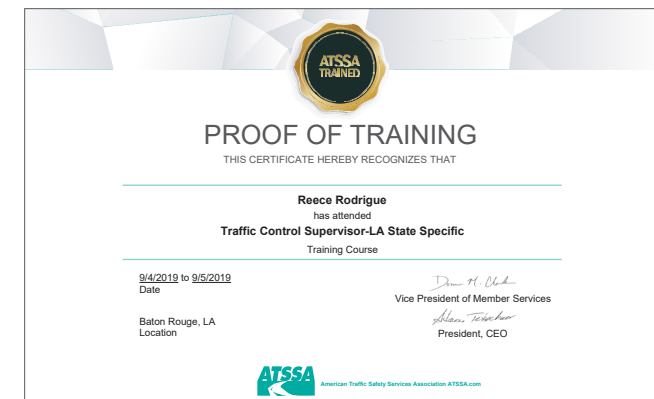 ATSSA
TRAINED
PROOF OF TRAINING
THIS CERTIFICATE HEREBY RECOGNIZES THAT
Reece Rodrigue
has attended
Traffic Control Supervisor-LA State Specific
Training Course
9/4/2019 to 9/5/2019
Date
Vice President of Member Services
Baton Rouge, LA
Location
President, CEO
ATSSA
American Traffic Safety Services Association ATSSA.com